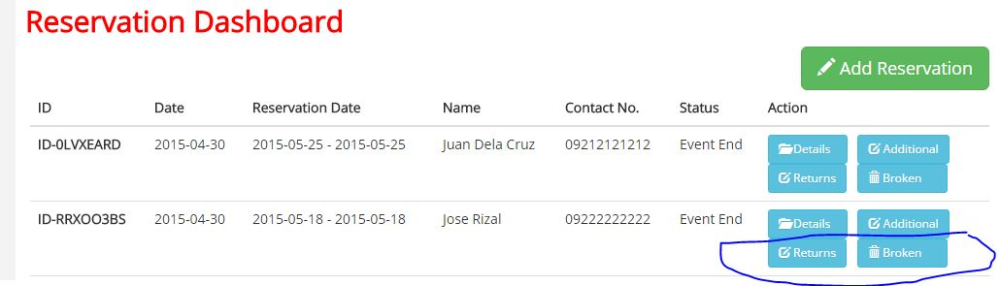 Reservation Dashboard
Add Reservation
ID Date Reservation Date Name Contact No. Status Action
ID-0LVXEARD 2015-04-30 2015-05-25 - 2015-05-25 Juan Dela Cruz 09212121212 Event End Details Additional
Returns Broken
ID-RRXOO3BS 2015-04-30 2015-05-18 - 2015-05-18 Jose Rizal 09222222222 Event End Details Additional
Returns Broken